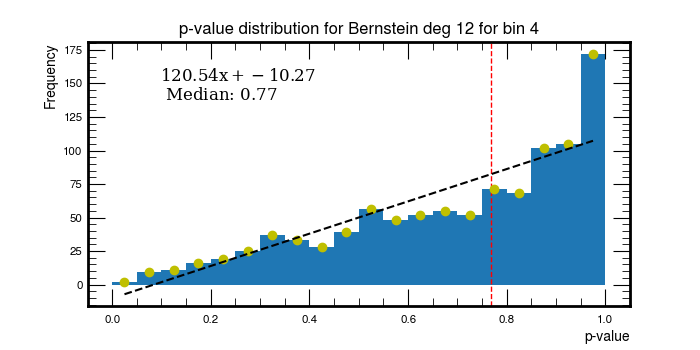 p-value distribution for Bernstein deg 12 for bin 4
Frequency
120.54x + −10.27
Median: 0.77
175
150
125
100
75
50
25
0
0.0 0.2 0.4 0.6 0.8 1.0
p-value